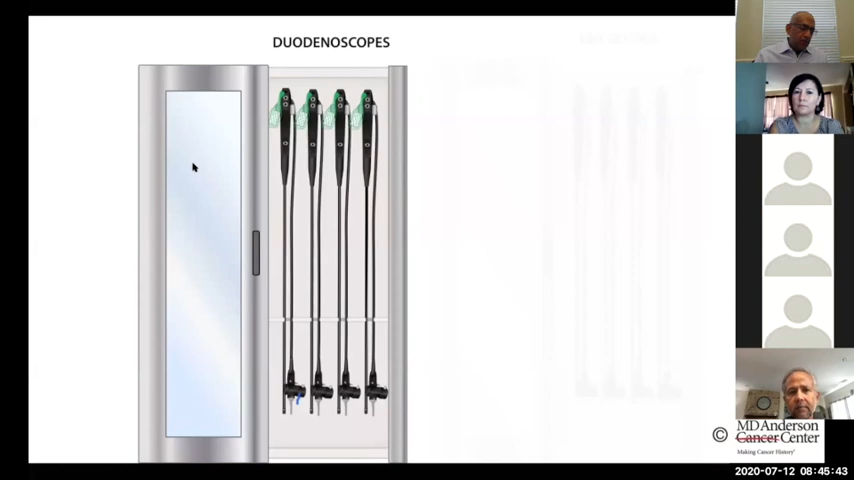 DUODENOSCOPES
© MDAnderson
Cancer Center
Making Cancer History®
2020-07-12 08:45:43